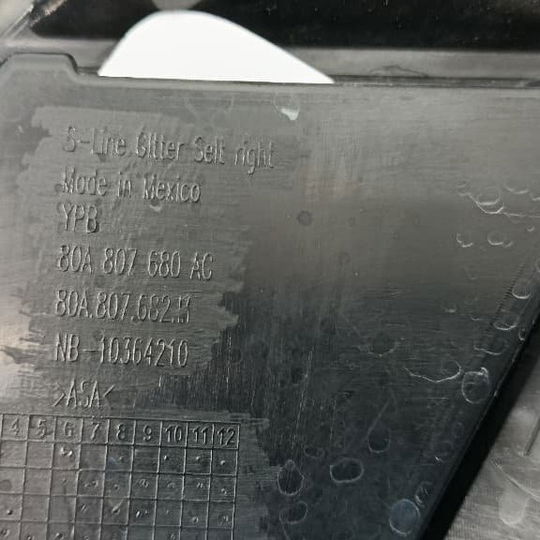 S-Line Gitter Seit right
Made in Mexico
YPB
80A 807 680 AC
80A.807.682.B
NB-10364210
>ASA<
4 5 6 7 8 9 10 11 12